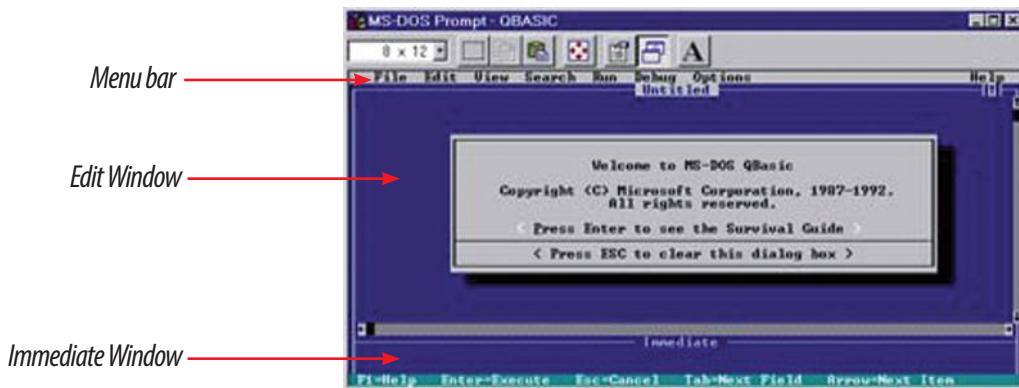 MS-DOS Prompt - QBASIC
8 x 12
A
Menu bar
File Edit View Search Run Debug Options Help
Untitled
Edit Window
Welcome to MS-DOS QBasic
Copyright (C) Microsoft Corporation, 1987-1992.
All rights reserved.
< Press Enter to see the Survival Guide >
< Press ESC to clear this dialog box >
Immediate Window
Immediate
F1=Help Enter=Execute Esc=Cancel Tab=Next Field Arrow=Next Item